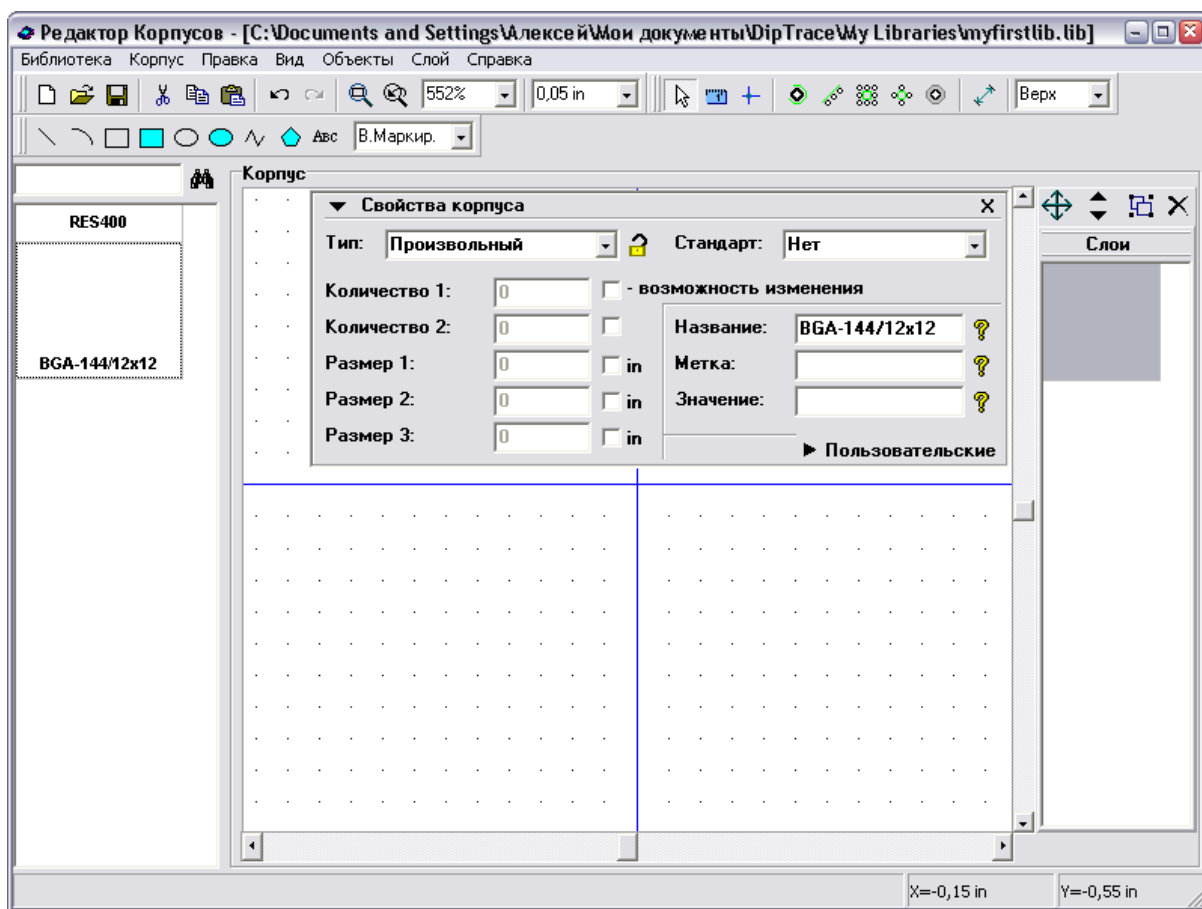 Редактор Корпусов - [C:\Documents and Settings\Алексей\Мои документы\DipTrace\My Libraries\myfirstlib.lib]
Библиотека Корпус Правка Вид Объекты Слой Справка
552% 0,05 in Верх
Abc В.Маркир.
Корпус
RES400
BGA-144/12x12
Свойства корпуса
Тип: Произвольный Стандарт: Нет
Количество 1: 0 - возможность изменения
Количество 2: 0
Размер 1: 0 in
Размер 2: 0 in
Размер 3: 0 in
Название: BGA-144/12x12
Метка:
Значение:
Пользовательские
Слои
X=-0,15 in Y=-0,55 in